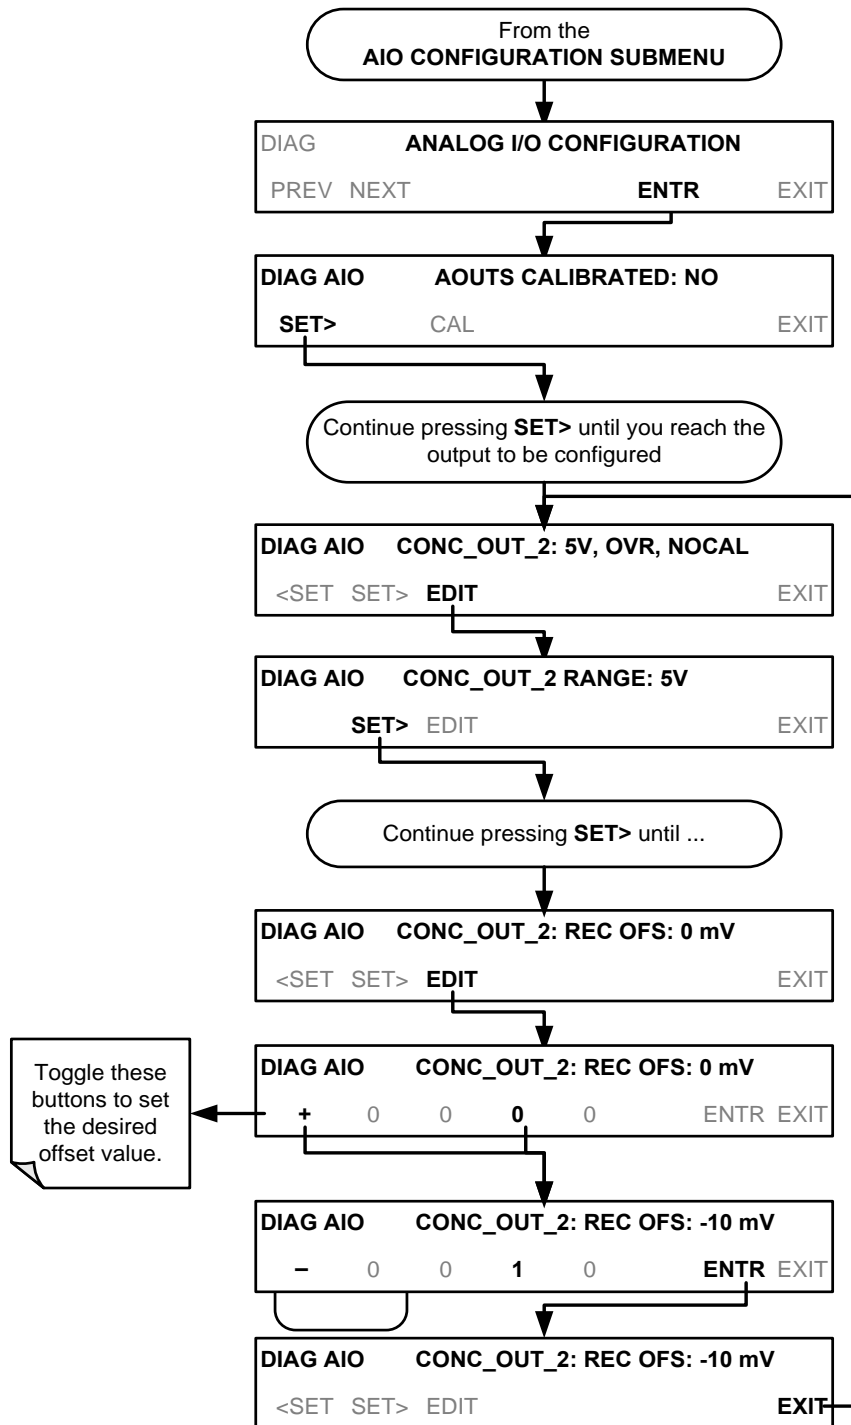 From the
AIO CONFIGURATION SUBMENU
DIAG ANALOG I/O CONFIGURATION
PREV NEXT ENTR EXIT
DIAG AIO AOUTS CALIBRATED: NO
SET> CAL EXIT
Continue pressing SET> until you reach the
output to be configured
DIAG AIO CONC_OUT_2: 5V, OVR, NOCAL
<SET SET> EDIT EXIT
DIAG AIO CONC_OUT_2 RANGE: 5V
SET> EDIT EXIT
Continue pressing SET> until ...
DIAG AIO CONC_OUT_2: REC OFS: 0 mV
<SET SET> EDIT EXIT
Toggle these
buttons to set
the desired
offset value.
DIAG AIO CONC_OUT_2: REC OFS: 0 mV
+ 0 0 0 0 ENTR EXIT
DIAG AIO CONC_OUT_2: REC OFS: -10 mV
– 0 0 1 0 ENTR EXIT
DIAG AIO CONC_OUT_2: REC OFS: -10 mV
<SET SET> EDIT EXIT